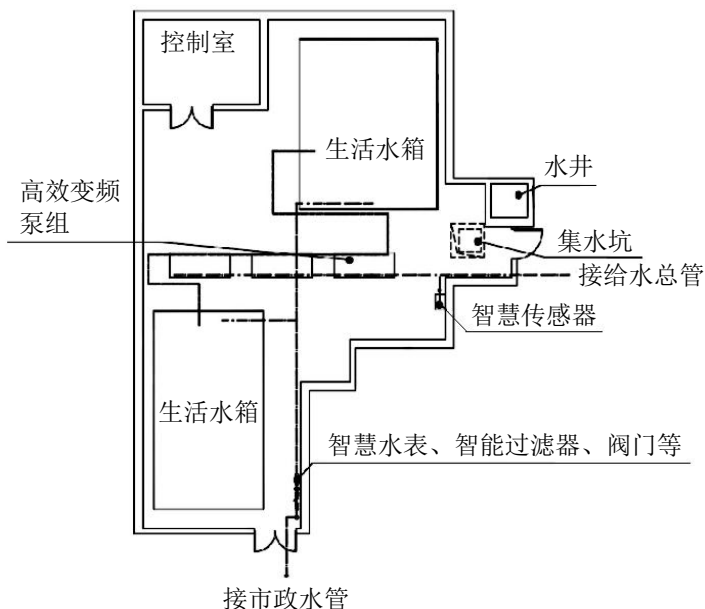 控制室
生活水箱
水井
高效变频
泵组
集水坑
接给水总管
智慧传感器
生活水箱
智慧水表、智能过滤器、阀门等
接市政水管